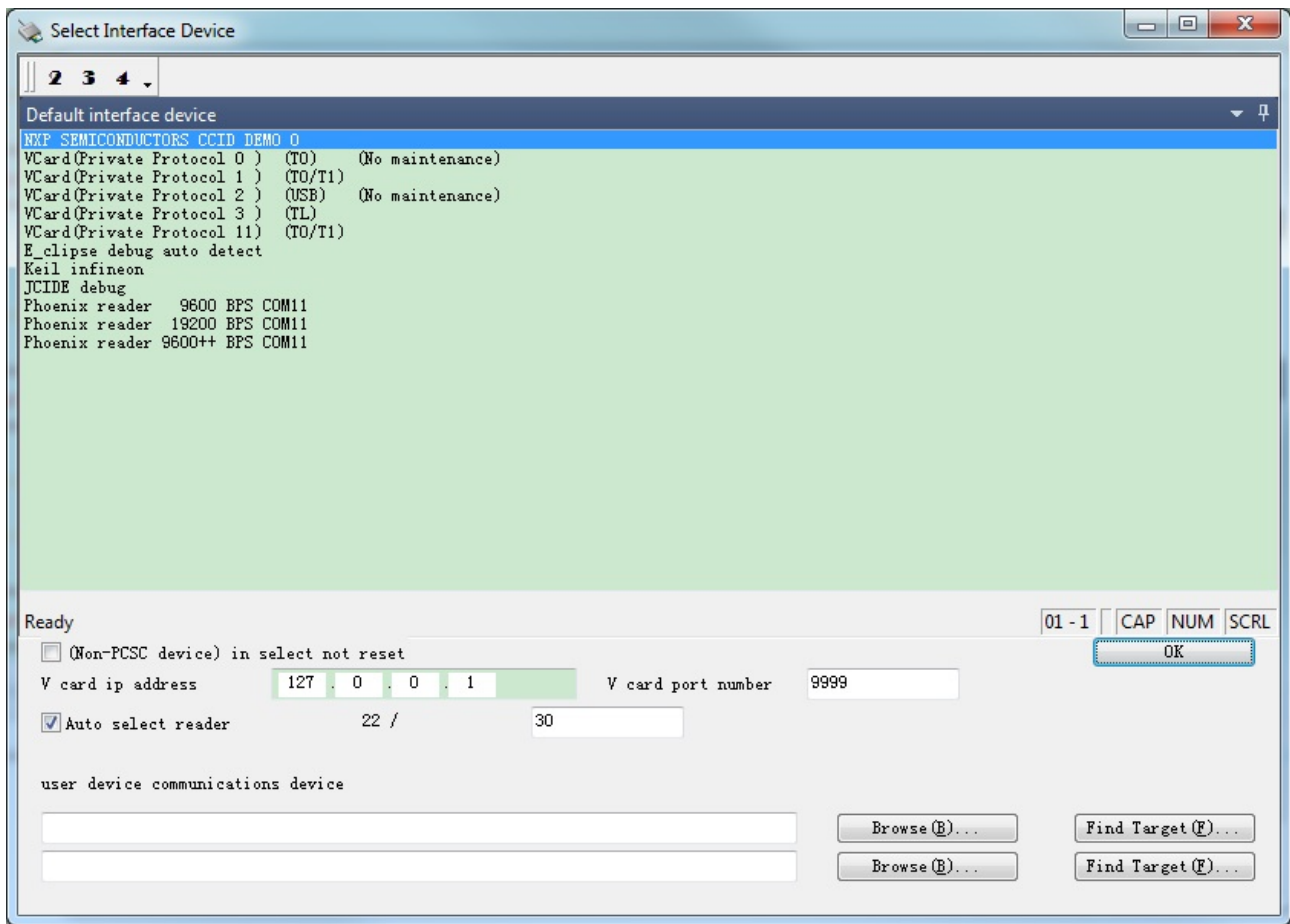 Select Interface Device
2 3 4
Default interface device
NXP SEMICONDUCTORS CCID DEMO 0
VCard(Private Protocol 0 ) (T0) (No maintenance)
VCard(Private Protocol 1 ) (T0/T1)
VCard(Private Protocol 2 ) (USB) (No maintenance)
VCard(Private Protocol 3 ) (TL)
VCard(Private Protocol 11) (T0/T1)
E_clipse debug auto detect
Keil infineon
JCIDE debug
Phoenix reader 9600 BPS COM11
Phoenix reader 19200 BPS COM11
Phoenix reader 9600++ BPS COM11
Ready 01 - 1 CAP NUM SCRL
(Non-PCSC device) in select not reset OK
V card ip address 127 . 0 . 0 . 1 V card port number 9999
Auto select reader 22 / 30
user device communications device
Browse(B)... Find Target(F)...
Browse(B)... Find Target(F)...